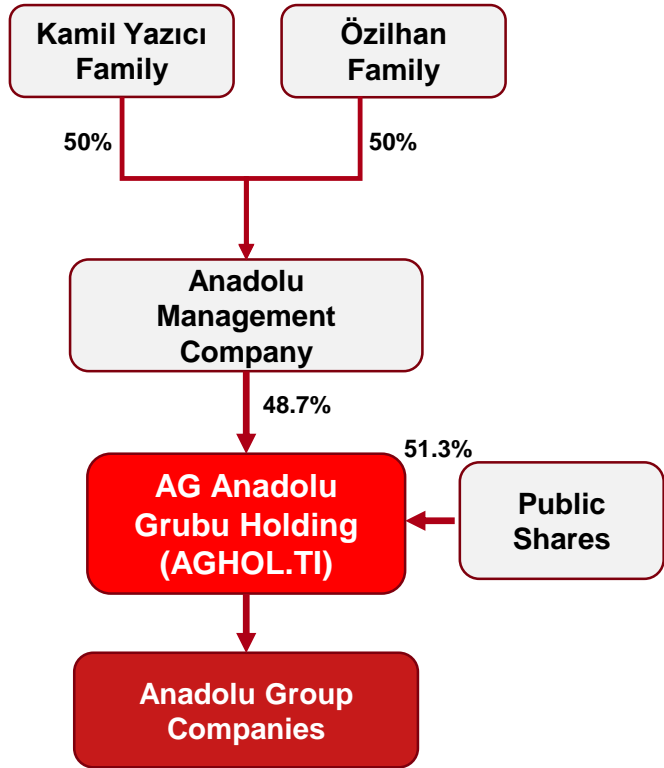 Kamil Yazıcı
Family
Özilhan
Family
50%
50%
Anadolu
Management
Company
48.7%
51.3%
AG Anadolu
Grubu Holding
(AGHOL.TI)
Public
Shares
Anadolu Group
Companies